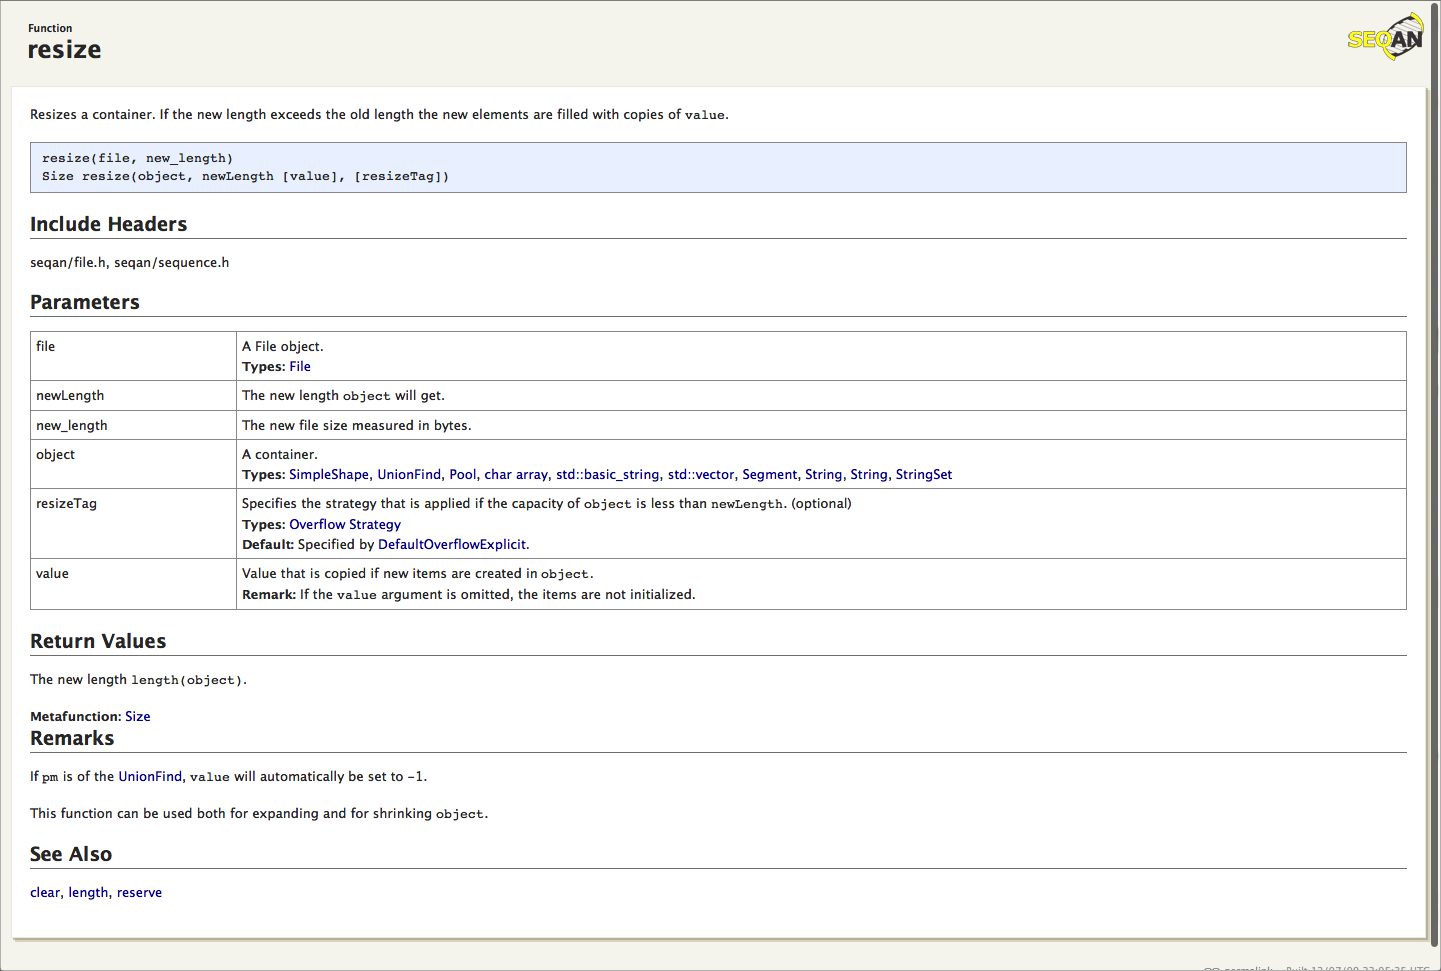 Function
resize
SEQAN
Resizes a container. If the new length exceeds the old length the new elements are filled with copies of value.
resize(file, new_length)
Size resize(object, newLength [value], [resizeTag])
Include Headers
seqan/file.h, seqan/sequence.h
Parameters
file
A File object.
Types: File
newLength
The new length object will get.
new_length
The new file size measured in bytes.
object
A container.
Types: SimpleShape, UnionFind, Pool, char array, std::basic_string, std::vector, Segment, String, String, StringSet
resizeTag
Specifies the strategy that is applied if the capacity of object is less than newLength. (optional)
Types: Overflow Strategy
Default: Specified by DefaultOverflowExplicit.
value
Value that is copied if new items are created in object.
Remark: If the value argument is omitted, the items are not initialized.
Return Values
The new length length(object).
Metafunction: Size
Remarks
If pm is of the UnionFind, value will automatically be set to -1.
This function can be used both for expanding and for shrinking object.
See Also
clear, length, reserve